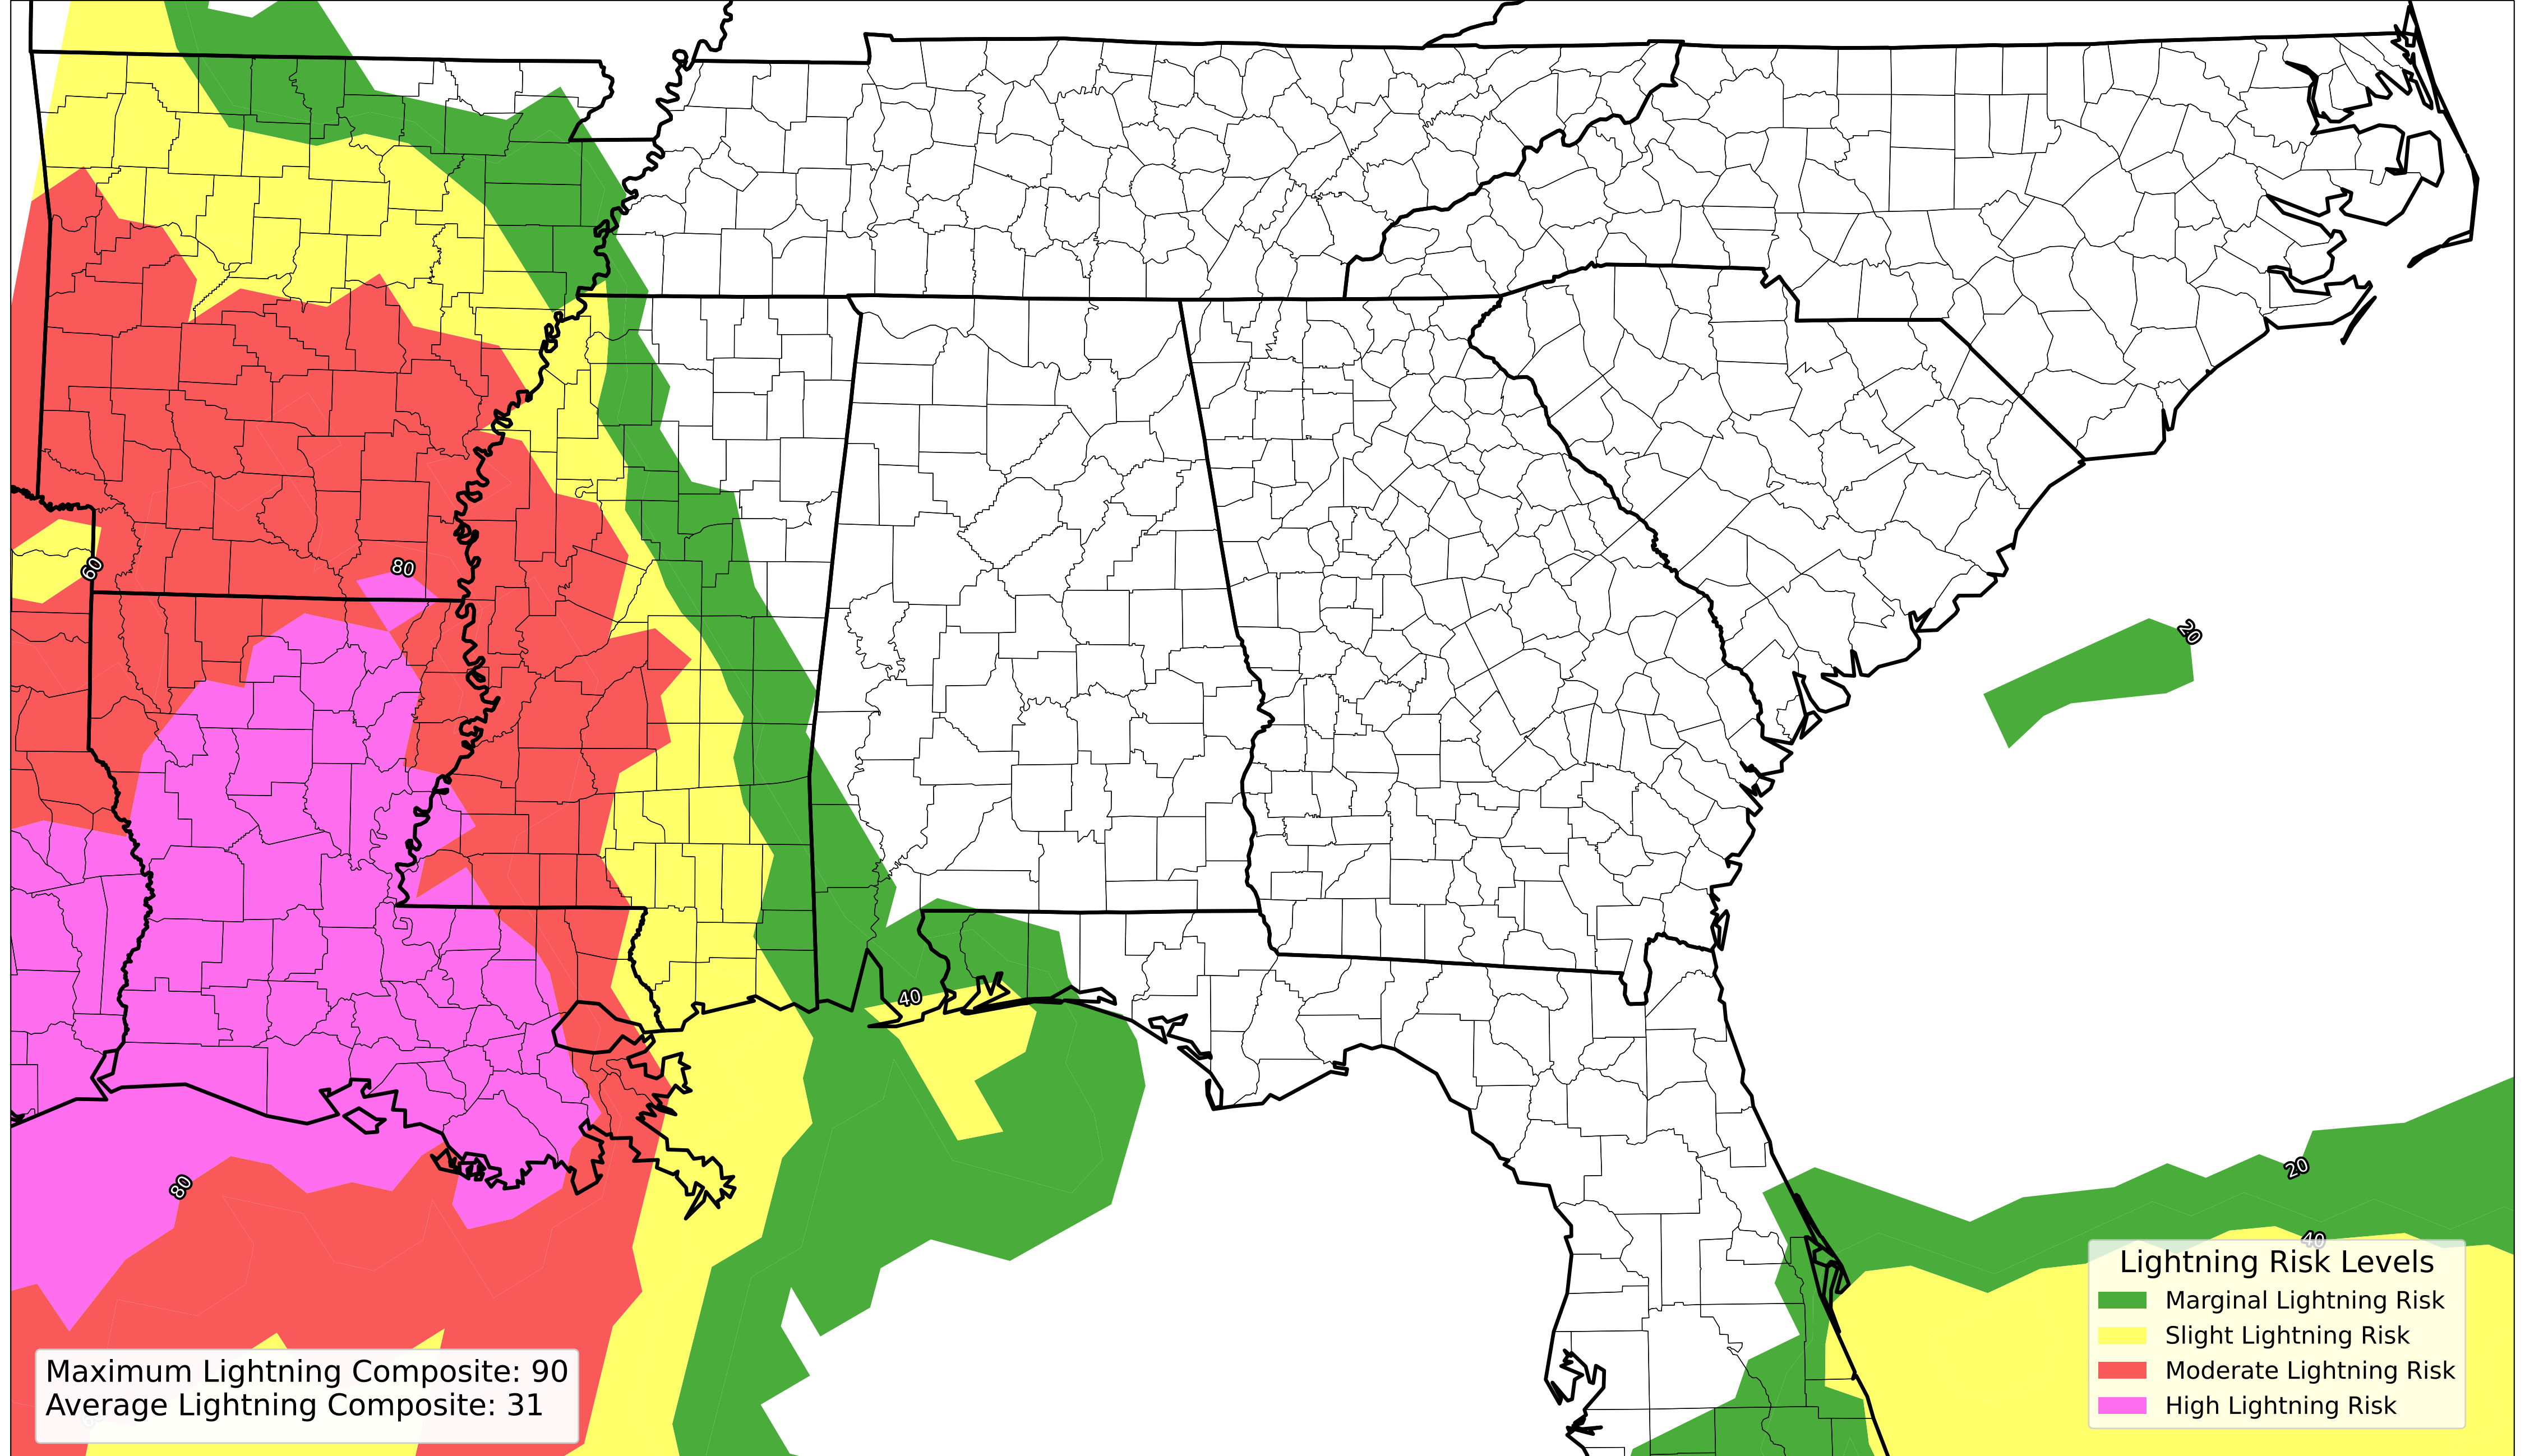 80
60
20
40
80
20
40
Lightning Risk Levels
Marginal Lightning Risk
Slight Lightning Risk
Moderate Lightning Risk
High Lightning Risk
Maximum Lightning Composite: 90
Average Lightning Composite: 31